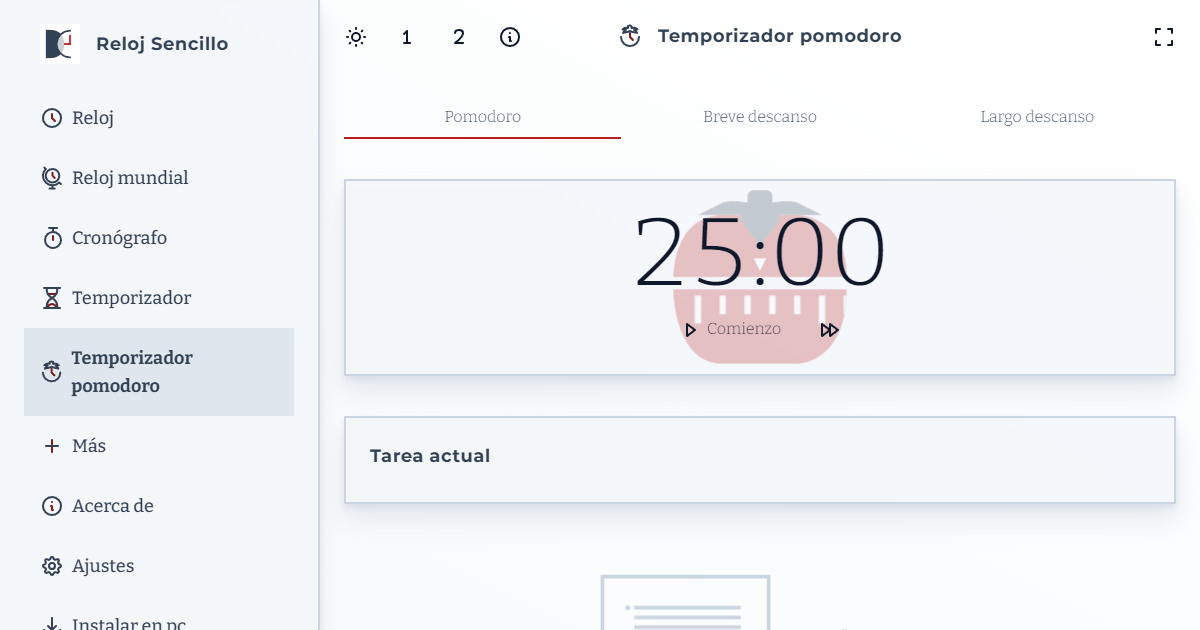 Reloj Sencillo
Reloj
Reloj mundial
Cronógrafo
Temporizador
Temporizador
pomodoro
Más
Acerca de
Ajustes
Instalar en pc
1 2
Temporizador pomodoro
Pomodoro Breve descanso Largo descanso
25:00
Comienzo
Tarea actual